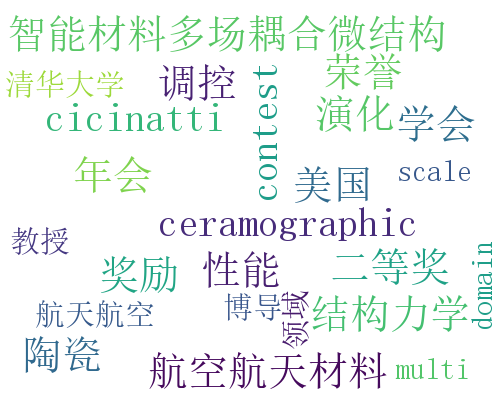 智能材料多场耦合微结构
清华大学 调控 contest 荣誉
cicinatti 演化 学会
年会 美国 scale
教授 ceramographic
奖励 性能 二等奖 domain
航天航空 博导 领域 结构力学
陶瓷 航空航天材料 multi